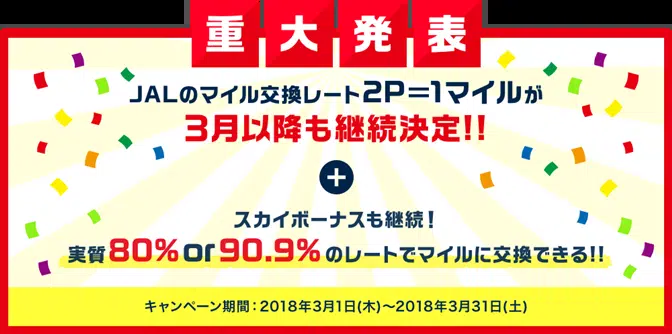 重大発表
JALのマイル交換レート2P=1マイルが
3月以降も継続決定!!
+
スカイボーナスも継続!
実質80%or90.9%のレートでマイルに交換できる!!
キャンペーン期間:2018年3月1日(木)～2018年3月31日(土)